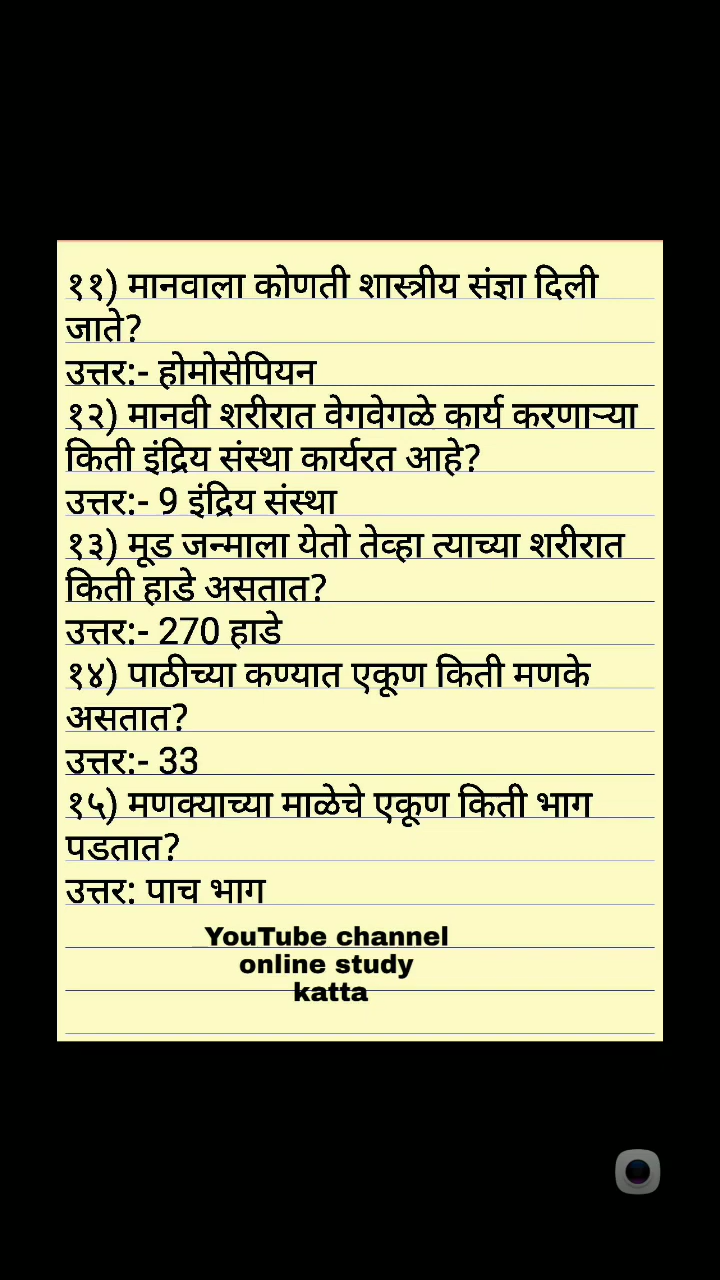 ११) मानवाला कोणती शास्त्रीय संज्ञा दिली
जाते?
उत्तर:- होमोसेपियन
१२) मानवी शरीरात वेगवेगळे कार्य करणाऱ्या
किती इंद्रिय संस्था कार्यरत आहे?
उत्तर:- 9 इंद्रिय संस्था
१३) मूड जन्माला येतो तेव्हा त्याच्या शरीरात
किती हाडे असतात?
उत्तर:- 270 हाडे
१४) पाठीच्या कण्यात एकूण किती मणके
असतात?
उत्तर:- 33
१५) मणक्याच्या माळेचे एकूण किती भाग
पडतात?
उत्तर: पाच भाग
YouTube channel
online study
katta